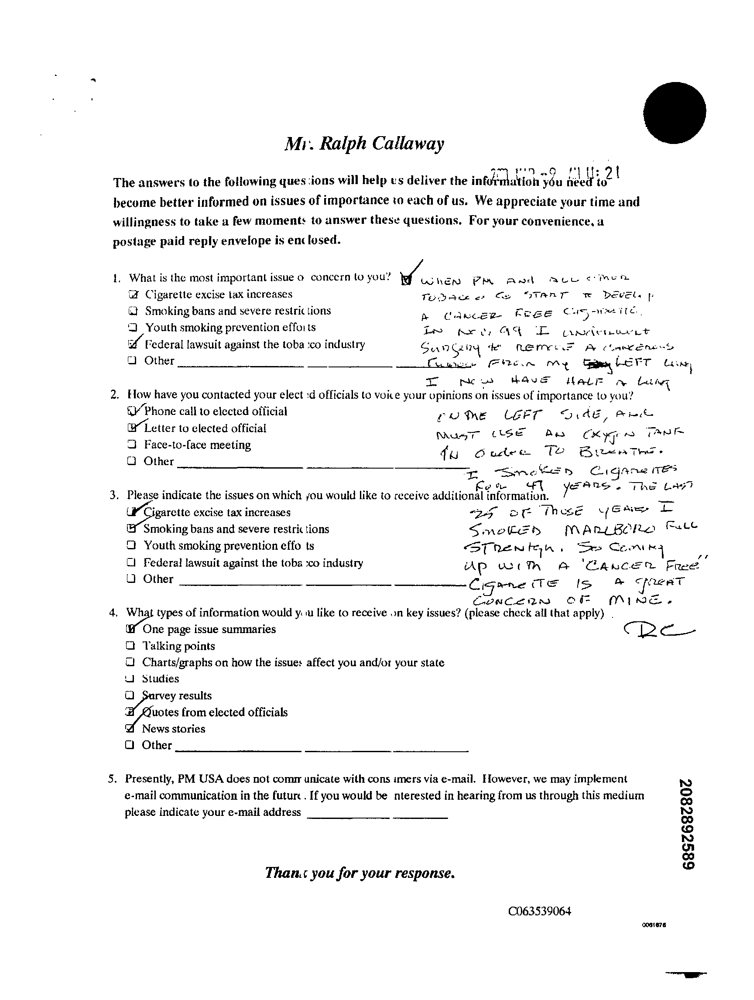 Mr. Ralph Callaway
21
The answers to the following questions will help us deliver the information you need to
become better informed on issues of importance to each of us. We appreciate your time and
willingness to take a few moments to answer these questions. For your convenience, a
postage paid reply envelope is enclosed.
1. What is the most important issue of concern to you?
Cigarette excise tax increases
Smoking bans and severe restrictions
Youth smoking prevention efforts
Federal lawsuit against the tobacco industry
Other
WHEN PM AND ALL OTHER
TOBACCO CO START TO DEVELOP
A CANCER FREE CIGARETTE.
IN NOV 99 I UNDERWENT
SURGERY to REMOVE A CANCEROUS
TUMOR FROM MY LEFT LUNG
I NOW HAVE HALF A LUNG
2. How have you contacted your elected officials to voice your opinions on issues of importance to you?
Phone call to elected official
Letter to elected official
Face-to-face meeting
Other
ON THE LEFT SIDE, AND
MUST USE AN OXYGIN TANK
IN ORDER TO BREATHE.
I SMOKED CIGARETTES
FOR 47 YEARS. THE LAST
3. Please indicate the issues on which you would like to receive additional information.
Cigarette excise tax increases
Smoking bans and severe restrictions
Youth smoking prevention efforts
Federal lawsuit against the tobacco industry
Other
25 OF THOSE YEARS I
SMOKED MARLBORO FULL
STRENTGH. SO COMING
UP WITH A "CANCER FREE"
CIGARETTE IS A GREAT
CONCERN OF MINE.
RC
4. What types of information would you like to receive on key issues? (please check all that apply)
One page issue summaries
Talking points
Charts/graphs on how the issues affect you and/or your state
Studies
Survey results
Quotes from elected officials
News stories
Other
5. Presently, PM USA does not communicate with consumers via e-mail. However, we may implement
e-mail communication in the future. If you would be interested in hearing from us through this medium
please indicate your e-mail address
2082892589
Thank you for your response.
C063539064
0061676